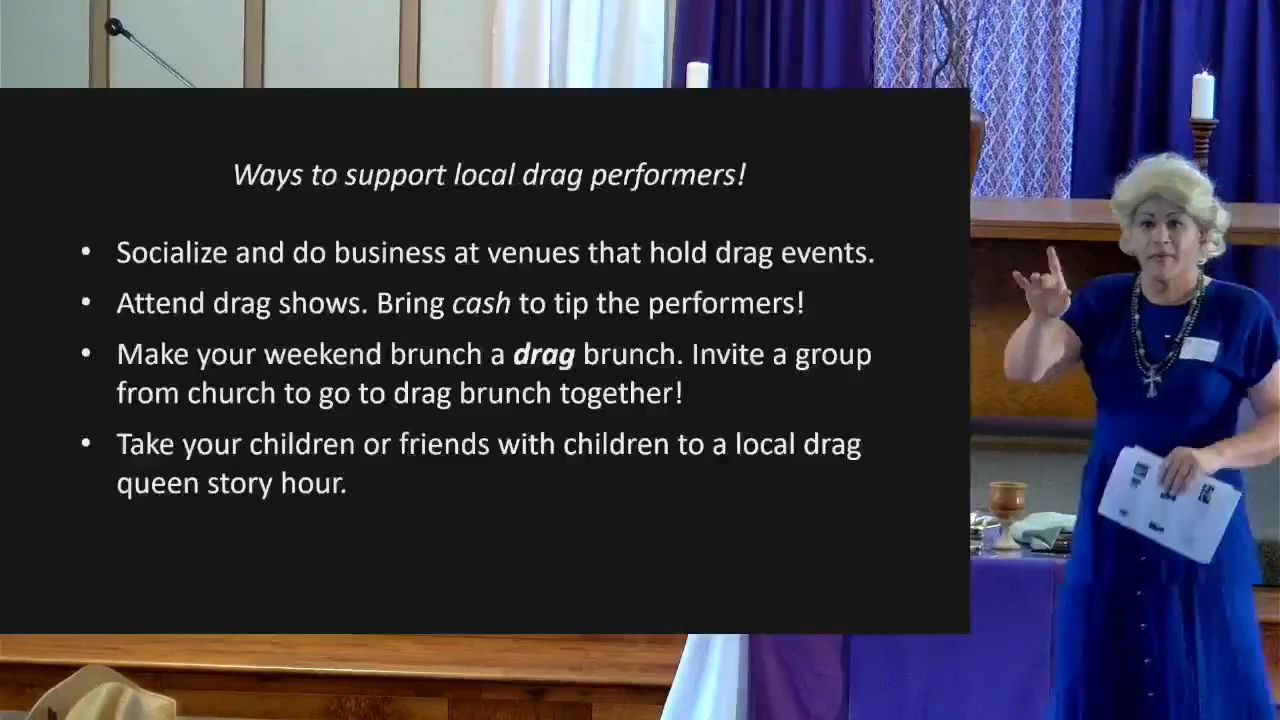 Ways to support local drag performers!
• Socialize and do business at venues that hold drag events.
• Attend drag shows. Bring cash to tip the performers!
• Make your weekend brunch a drag brunch. Invite a group
from church to go to drag brunch together!
• Take your children or friends with children to a local drag
queen story hour.